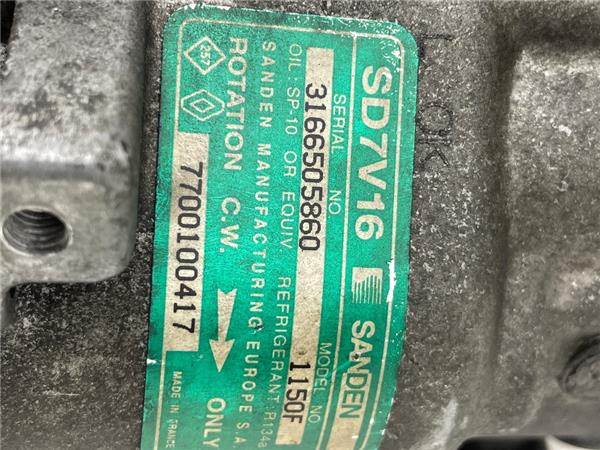 SD7V16 SANDEN
SERIAL NO. MODEL NO.
3166505860 1150F
OIL: SP-10 OR EQUIV. REFRIGERANT: R134a
SANDEN MANUFACTURING EUROPE S.A.
257 ROTATION C.W. ONLY
7700100417 MADE IN FRANCE